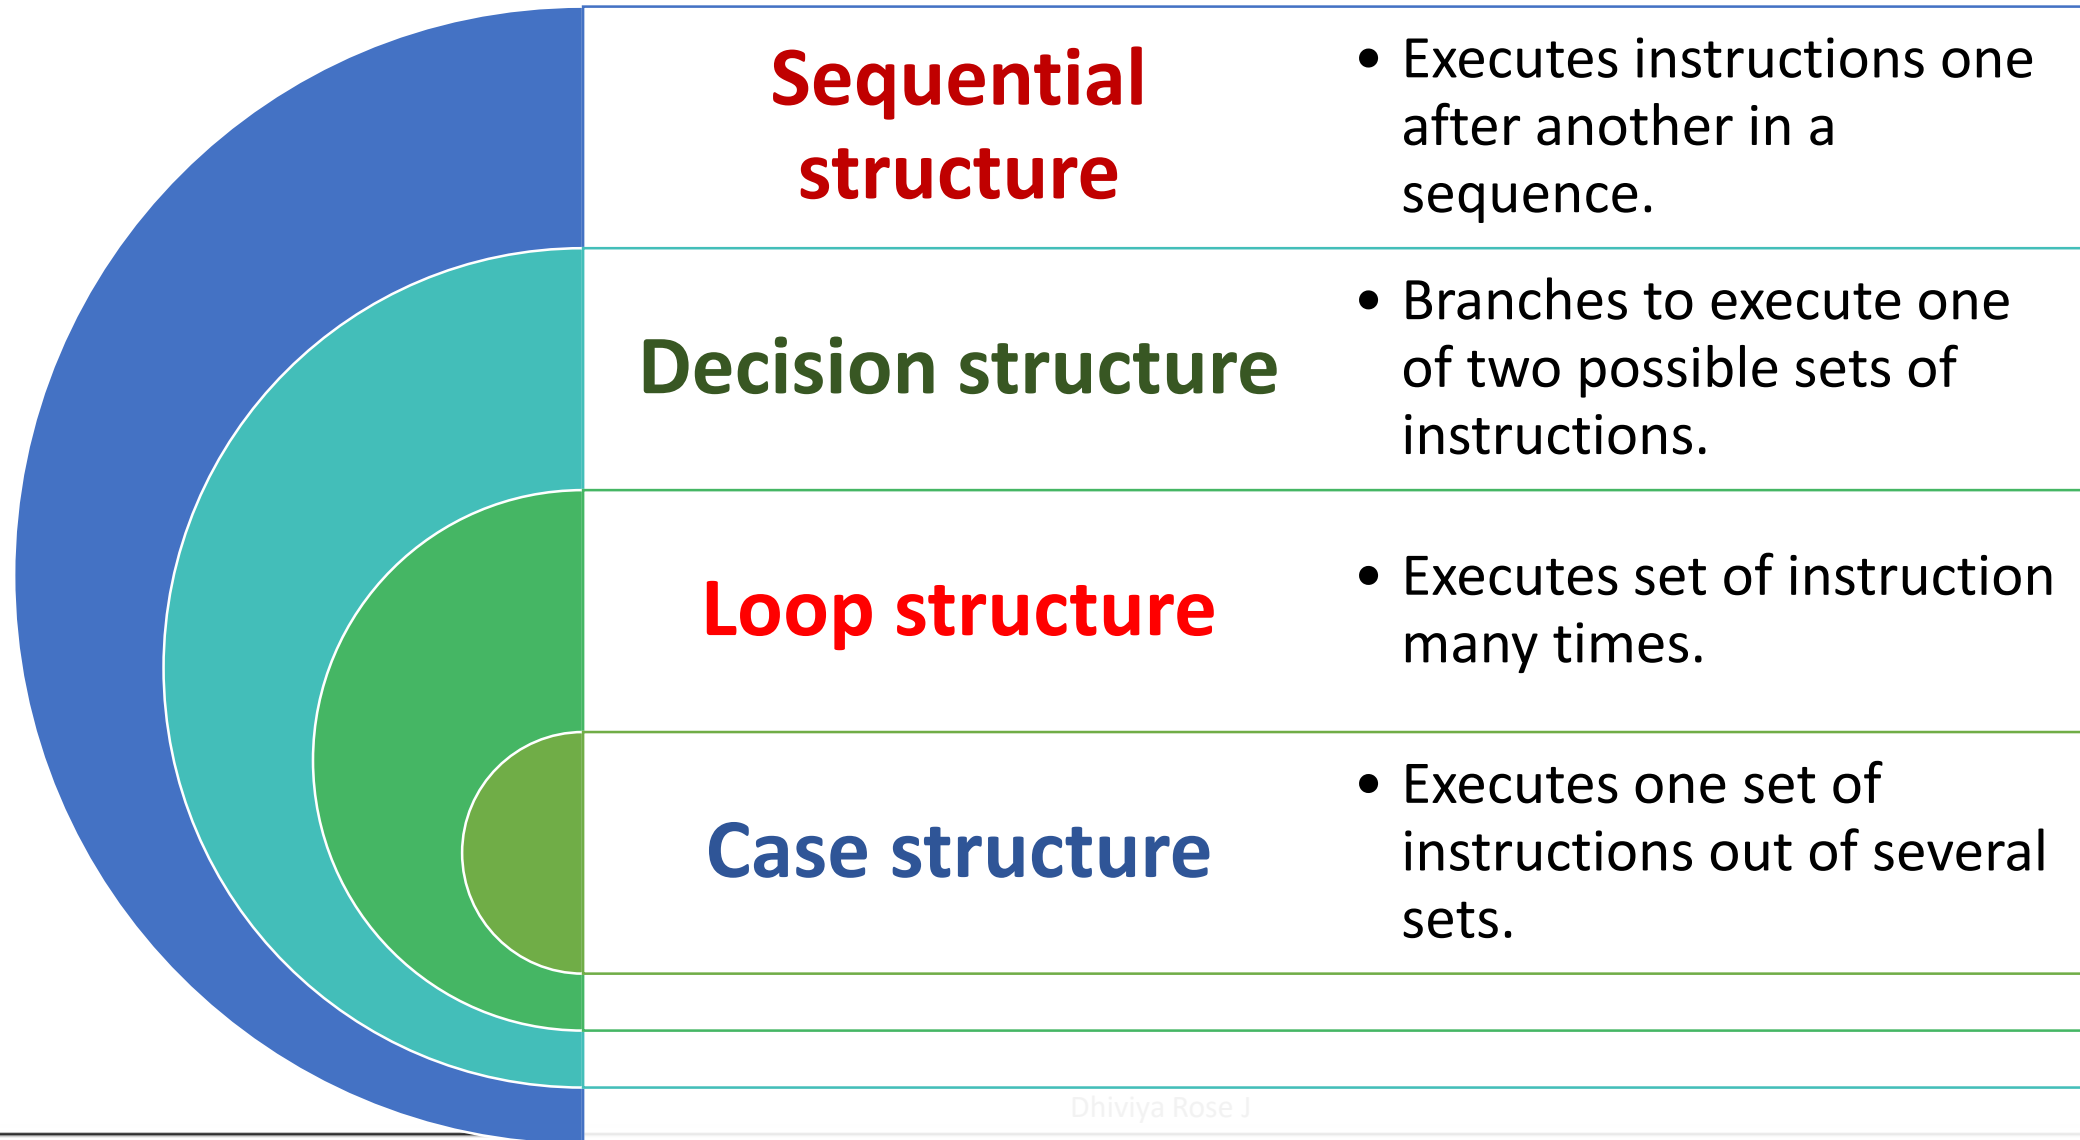 Sequential
structure
• Executes instructions one
after another in a
sequence.
Decision structure
• Branches to execute one
of two possible sets of
instructions.
Loop structure
• Executes set of instruction
many times.
Case structure
• Executes one set of
instructions out of several
sets.
Dhiviya Rose J